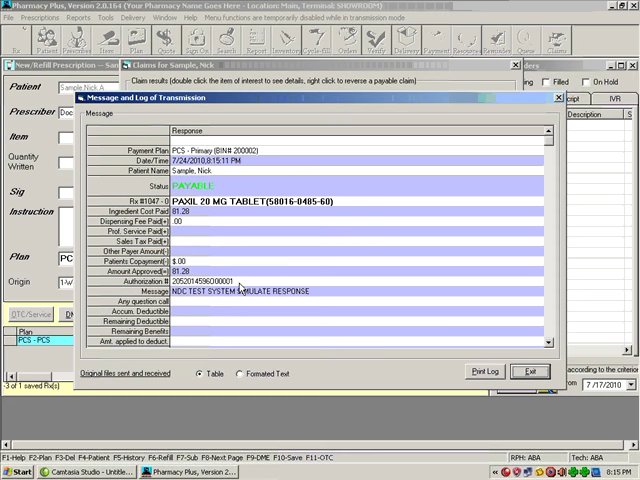 Pharmacy Plus, Version 2.0.164 - (Your Pharmacy Name Goes Here - Location: Main, Terminal: SHOWROOM)
Prescriptions Reports Tools Delivery Window Help Menu functions are temporarily disabled while in transmission mode
Rx Patient Prescriber Item Plan Quote Sign On Search Report Inventory Cycle-Fill Orders Verify Delivery Payment Resource Reminder Queue Claims
New/Refill Prescription -- San
Claims for Sample, Nick
Claim results (double click the item of interest to see details, right click to reverse a payable claim)
Filled On Hold
Patient Sample,Nick A
Message and Log of Transmission
IVR
Message
Description
Prescriber Doc
Response
Item
Payment Plan PCS - Primary (BIN# 200002)
Date/Time 7/24/2010,8:15:11 PM
Quantity Written
Patient Name Sample, Nick
Status PAYABLE
Sig
Rx #1047 - 0 PAXIL 20 MG TABLET(58016-0485-60)
Instruction
Ingredient Cost Paid 81.28
Dispensing Fee Paid(+) .00
Prof. Service Paid(+)
Sales Tax Paid(+)
Other Payer Amount(-)
Plan PC
Patients Copayment(-) $.00
Amount Approved(=) 81.28
Origin 1-W
Authorization # 2052014596000001
Message NDC TEST SYSTEM SIMULATE RESPONSE
Any question call
OTC/Service DM
Accum. Deductible
Remaining Deductible
Plan
Remaining Benefits
PCS - PCS
Amt. applied to deduct.
Original files sent and received Table Formated Text Print Log Exit
according to the criterior
-3 of 1 saved Rx(s)
from 7/17/2010
F1-Help F2-Plan F3-Del F4-Patient F5-History F6-Refill F7-Sub F8-Next Page F9-DME F10-Save F11-OTC RPH: ABA Tech: ABA
Start Camtasia Studio - Untitle... Pharmacy Plus, Version 2... 8:15 PM